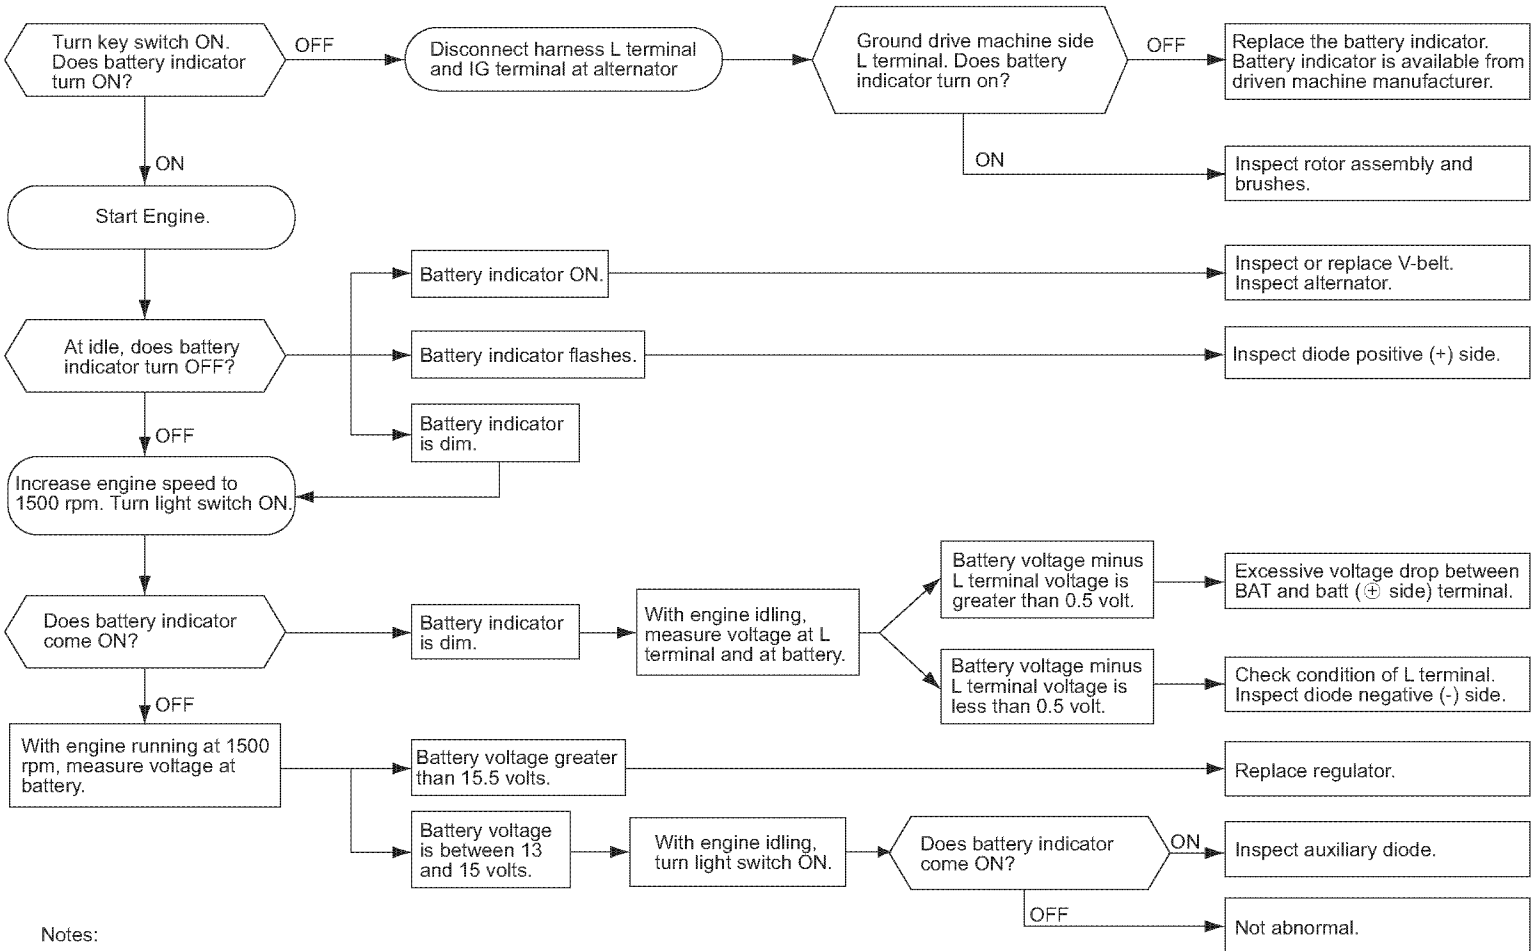 Turn key switch ON.
Does battery indicator
turn ON?
OFF
Disconnect harness L terminal
and IG terminal at alternator
Ground drive machine side
L terminal. Does battery
indicator turn on?
OFF
Replace the battery indicator.
Battery indicator is available from
driven machine manufacturer.
ON
ON
Inspect rotor assembly and
brushes.
Start Engine.
Battery indicator ON.
Inspect or replace V-belt.
Inspect alternator.
At idle, does battery
indicator turn OFF?
Battery indicator flashes.
Inspect diode positive (+) side.
Battery indicator
is dim.
OFF
Increase engine speed to
1500 rpm. Turn light switch ON.
Does battery indicator
come ON?
Battery indicator
is dim.
With engine idling,
measure voltage at L
terminal and at battery.
Battery voltage minus
L terminal voltage is
greater than 0.5 volt.
Excessive voltage drop between
BAT and batt (⊕ side) terminal.
Battery voltage minus
L terminal voltage is
less than 0.5 volt.
Check condition of L terminal.
Inspect diode negative (-) side.
OFF
With engine running at 1500
rpm, measure voltage at
battery.
Battery voltage greater
than 15.5 volts.
Replace regulator.
Battery voltage
is between 13
and 15 volts.
With engine idling,
turn light switch ON.
Does battery indicator
come ON?
ON
Inspect auxiliary diode.
OFF
Not abnormal.
Notes: